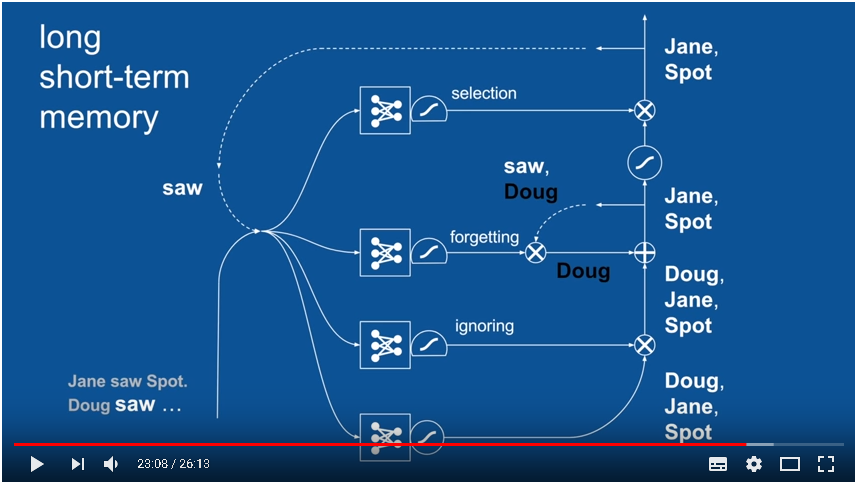 long
short-term
memory
Jane,
Spot
selection
saw,
Doug
saw
Jane,
Spot
forgetting
Doug
Doug,
Jane,
Spot
ignoring
Jane saw Spot.
Doug saw ...
Doug,
Jane,
Spot
23:08 / 26:13